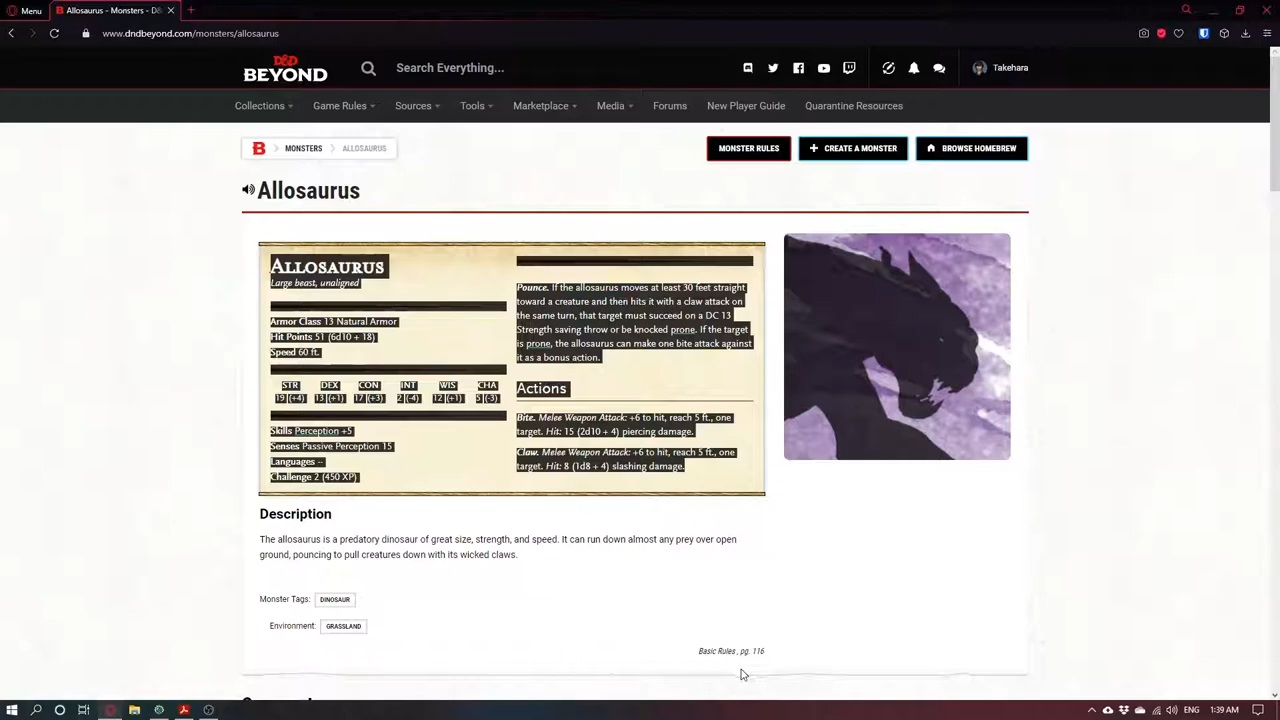 Menu
Allosaurus - Monsters - D&
www.dndbeyond.com/monsters/allosaurus
D&D
BEYOND
Search Everything...
Takehara
Collections
Game Rules
Sources
Tools
Marketplace
Media
Forums
New Player Guide
Quarantine Resources
B
MONSTERS
ALLOSAURUS
MONSTER RULES
CREATE A MONSTER
BROWSE HOMEBREW
Allosaurus
ALLOSAURUS
Large beast, unaligned
Armor Class 13 Natural Armor
Hit Points 51 (6d10 + 18)
Speed 60 ft.
STR DEX CON INT WIS CHA
19 (+4) 13 (+1) 17 (+3) 2 (-4) 12 (+1) 5 (-3)
Skills Perception +5
Senses Passive Perception 15
Languages --
Challenge 2 (450 XP)
Pounce. If the allosaurus moves at least 30 feet straight
toward a creature and then hits it with a claw attack on
the same turn, that target must succeed on a DC 13
Strength saving throw or be knocked prone. If the target
is prone, the allosaurus can make one bite attack against
it as a bonus action.
Actions
Bite. Melee Weapon Attack: +6 to hit, reach 5 ft., one
target. Hit: 15 (2d10 + 4) piercing damage.
Claw. Melee Weapon Attack: +6 to hit, reach 5 ft., one
target. Hit: 8 (1d8 + 4) slashing damage.
Description
The allosaurus is a predatory dinosaur of great size, strength, and speed. It can run down almost any prey over open
ground, pouncing to pull creatures down with its wicked claws.
Monster Tags: DINOSAUR
Environment: GRASSLAND
Basic Rules , pg. 116
ENG 1:39 AM